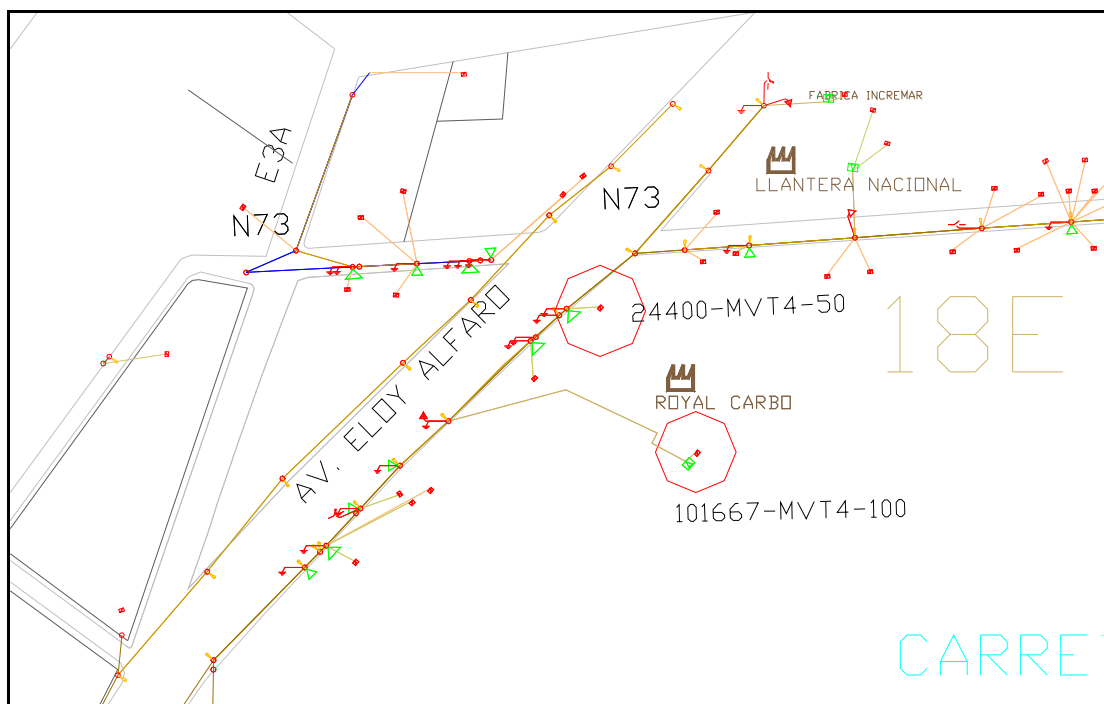 FABRICA INCREMAR
E3A
LLANTERA NACIONAL
N73
N73
24400-MVT4-50
18E
AV. ELOY ALFARO
ROYAL CARBO
101667-MVT4-100
CARRET